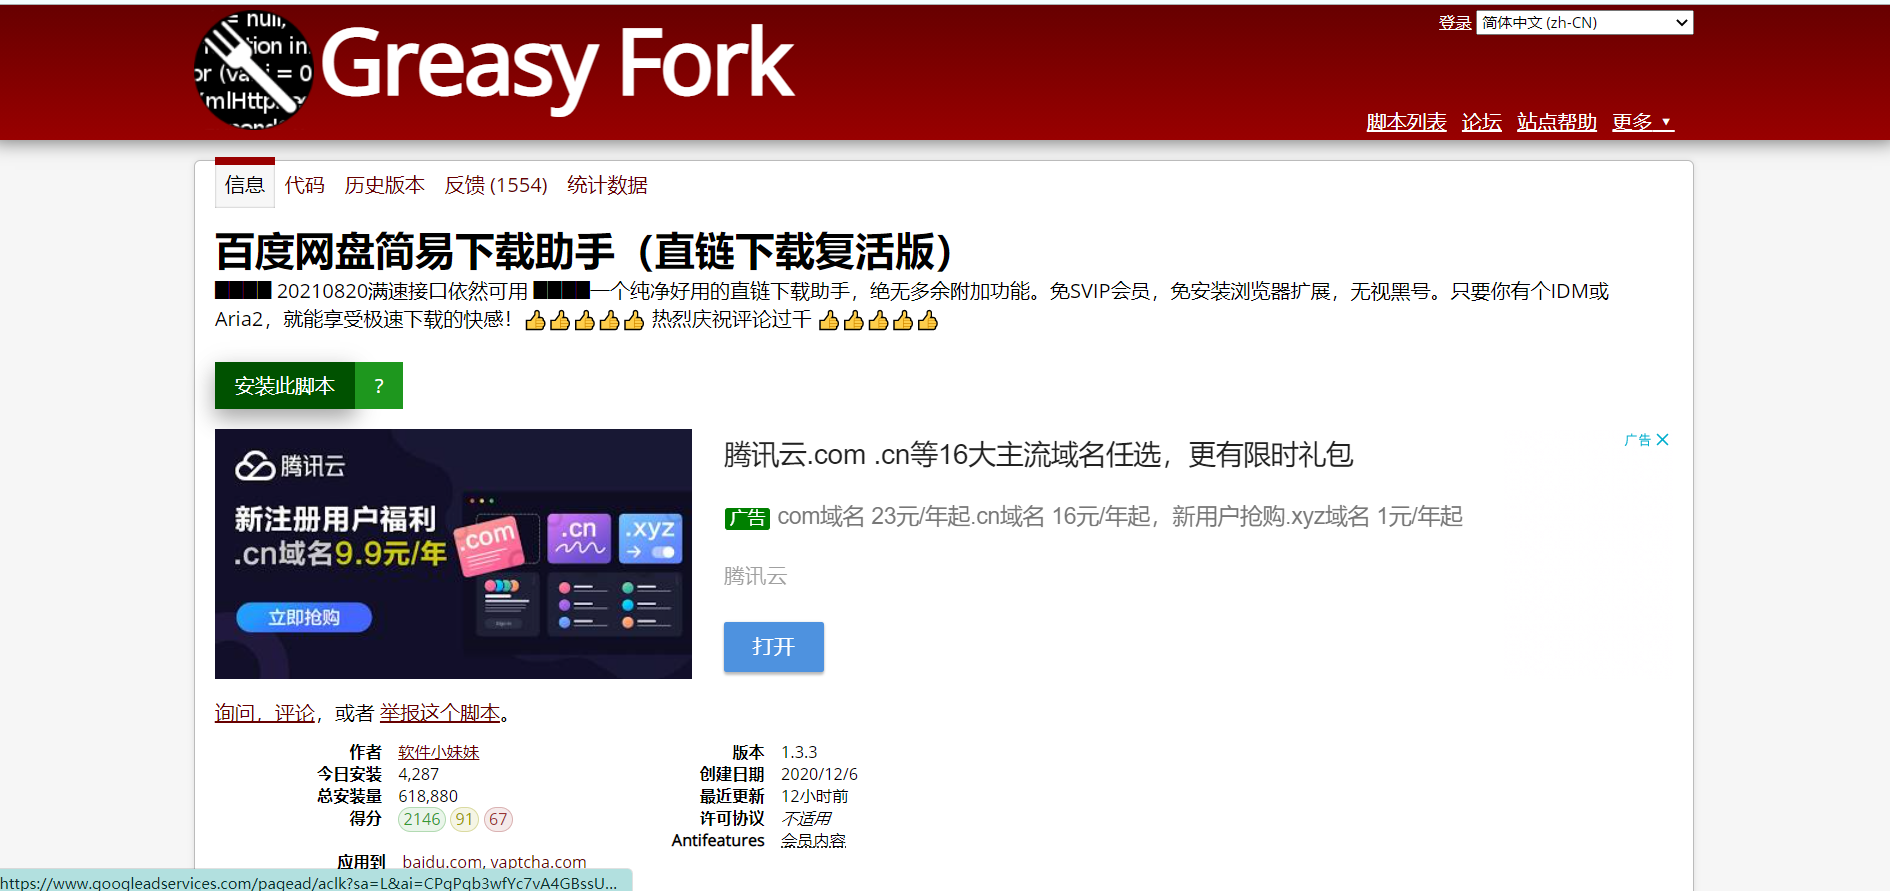 = null,
tion in
or (va i = 0
mlHttp
Greasy Fork
登录 简体中文 (zh-CN)
脚本列表 论坛 站点帮助 更多 ▼
信息 代码 历史版本 反馈 (1554) 统计数据
百度网盘简易下载助手（直链下载复活版）
20210820满速接口依然可用 一个纯净好用的直链下载助手，绝无多余附加功能。免SVIP会员，免安装浏览器扩展，无视黑号。只要你有个IDM或
Aria2，就能享受极速下载的快感！👍👍👍👍👍 热烈庆祝评论过千 👍👍👍👍👍
安装此脚本 ?
腾讯云
新注册用户福利
.cn域名9.9元/年
立即抢购
.com .cn .xyz
Sign in
腾讯云.com .cn等16大主流域名任选，更有限时礼包
广告
广告 com域名 23元/年起.cn域名 16元/年起，新用户抢购.xyz域名 1元/年起
腾讯云
打开
询问，评论，或者 举报这个脚本。
作者 软件小妹妹
今日安装 4,287
总安装量 618,880
得分 2146 91 67
应用到 baidu.com, vaptcha.com
版本 1.3.3
创建日期 2020/12/6
最近更新 12小时前
许可协议 不适用
Antifeatures 会员内容
https://www.googleadservices.com/pagead/aclk?sa=L&ai=CPqPqb3wfYc7vA4GBssU...